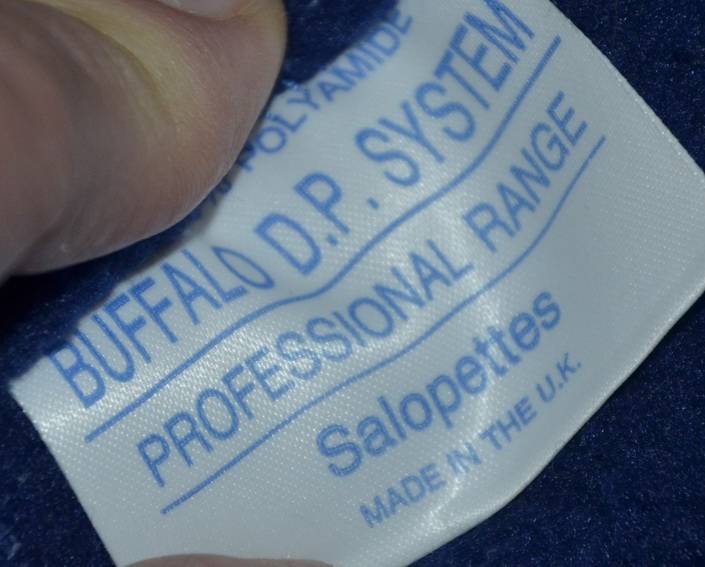 % POLYAMIDE
BUFFALO D.P. SYSTEM
PROFESSIONAL RANGE
Salopettes
MADE IN THE U.K.